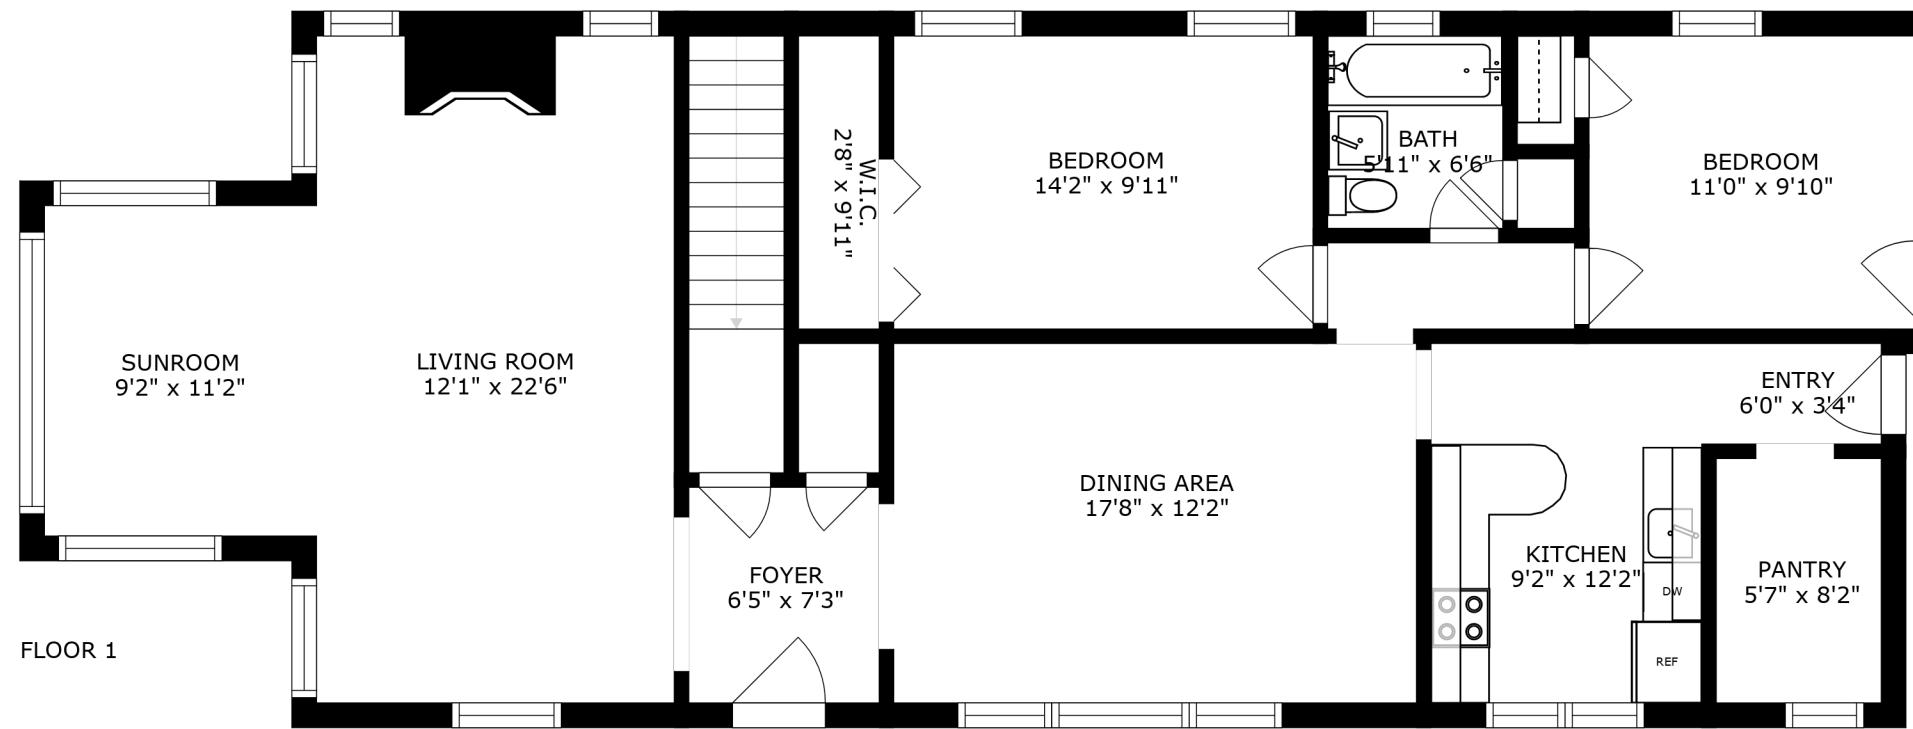 BEDROOM
14'2" x 9'11"
BATH
5'11" x 6'6"
BEDROOM
11'0" x 9'10"
W.I.C.
2'8" x 9'11"
SUNROOM
9'2" x 11'2"
LIVING ROOM
12'1" x 22'6"
ENTRY
6'0" x 3'4"
DINING AREA
17'8" x 12'2"
KITCHEN
9'2" x 12'2"
DW
REF
PANTRY
5'7" x 8'2"
FOYER
6'5" x 7'3"
FLOOR 1